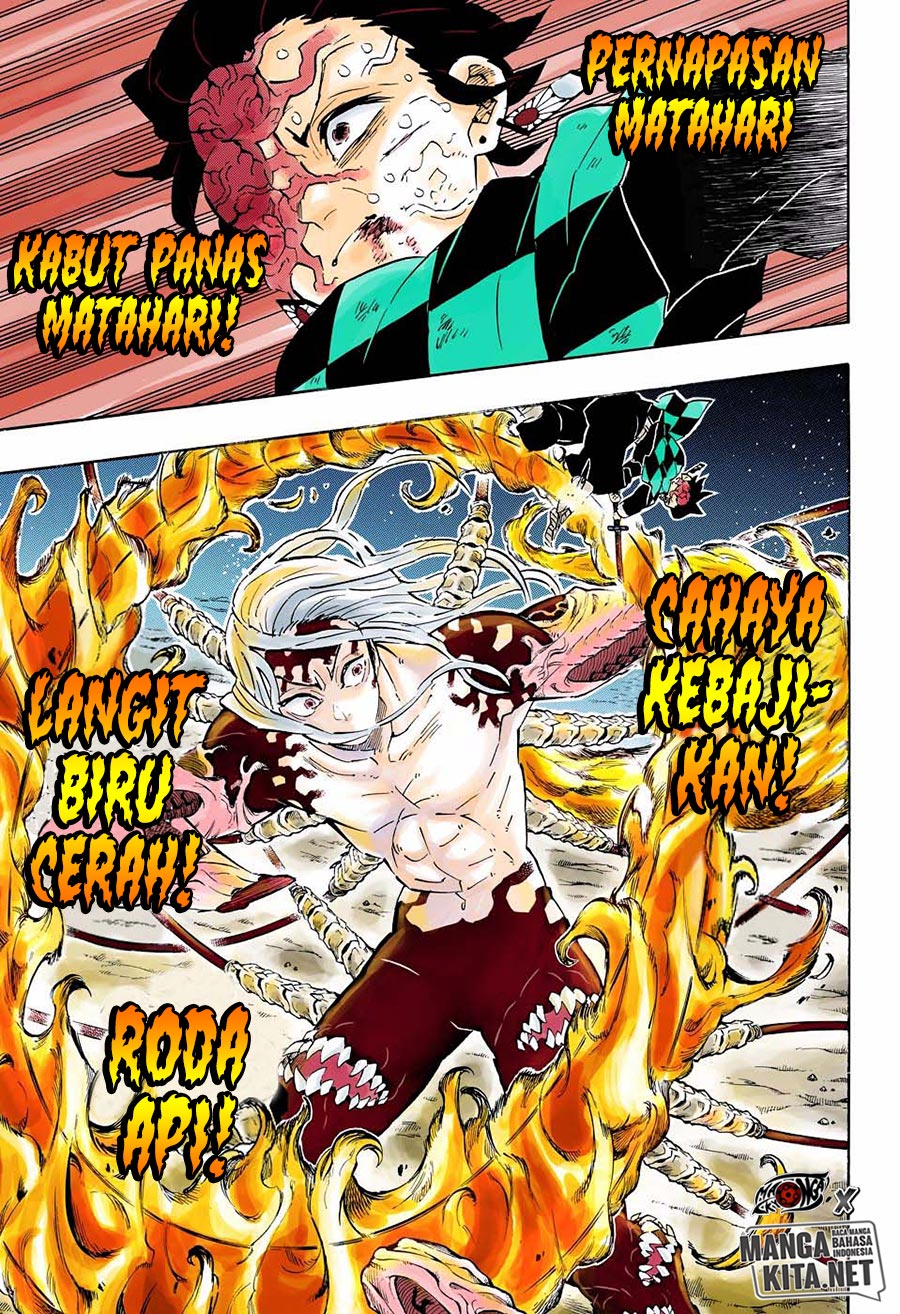 PERNAPASAN
MATAHARI
KABUT PANAS
MATAHARI!
CAHAYA
KEBAJI-
KAN!
LANGIT
BIRU
CERAH!
RODA
API!
X
MANGA
BACA MANGA
BAHASA
INDONESIA
KITA.NET